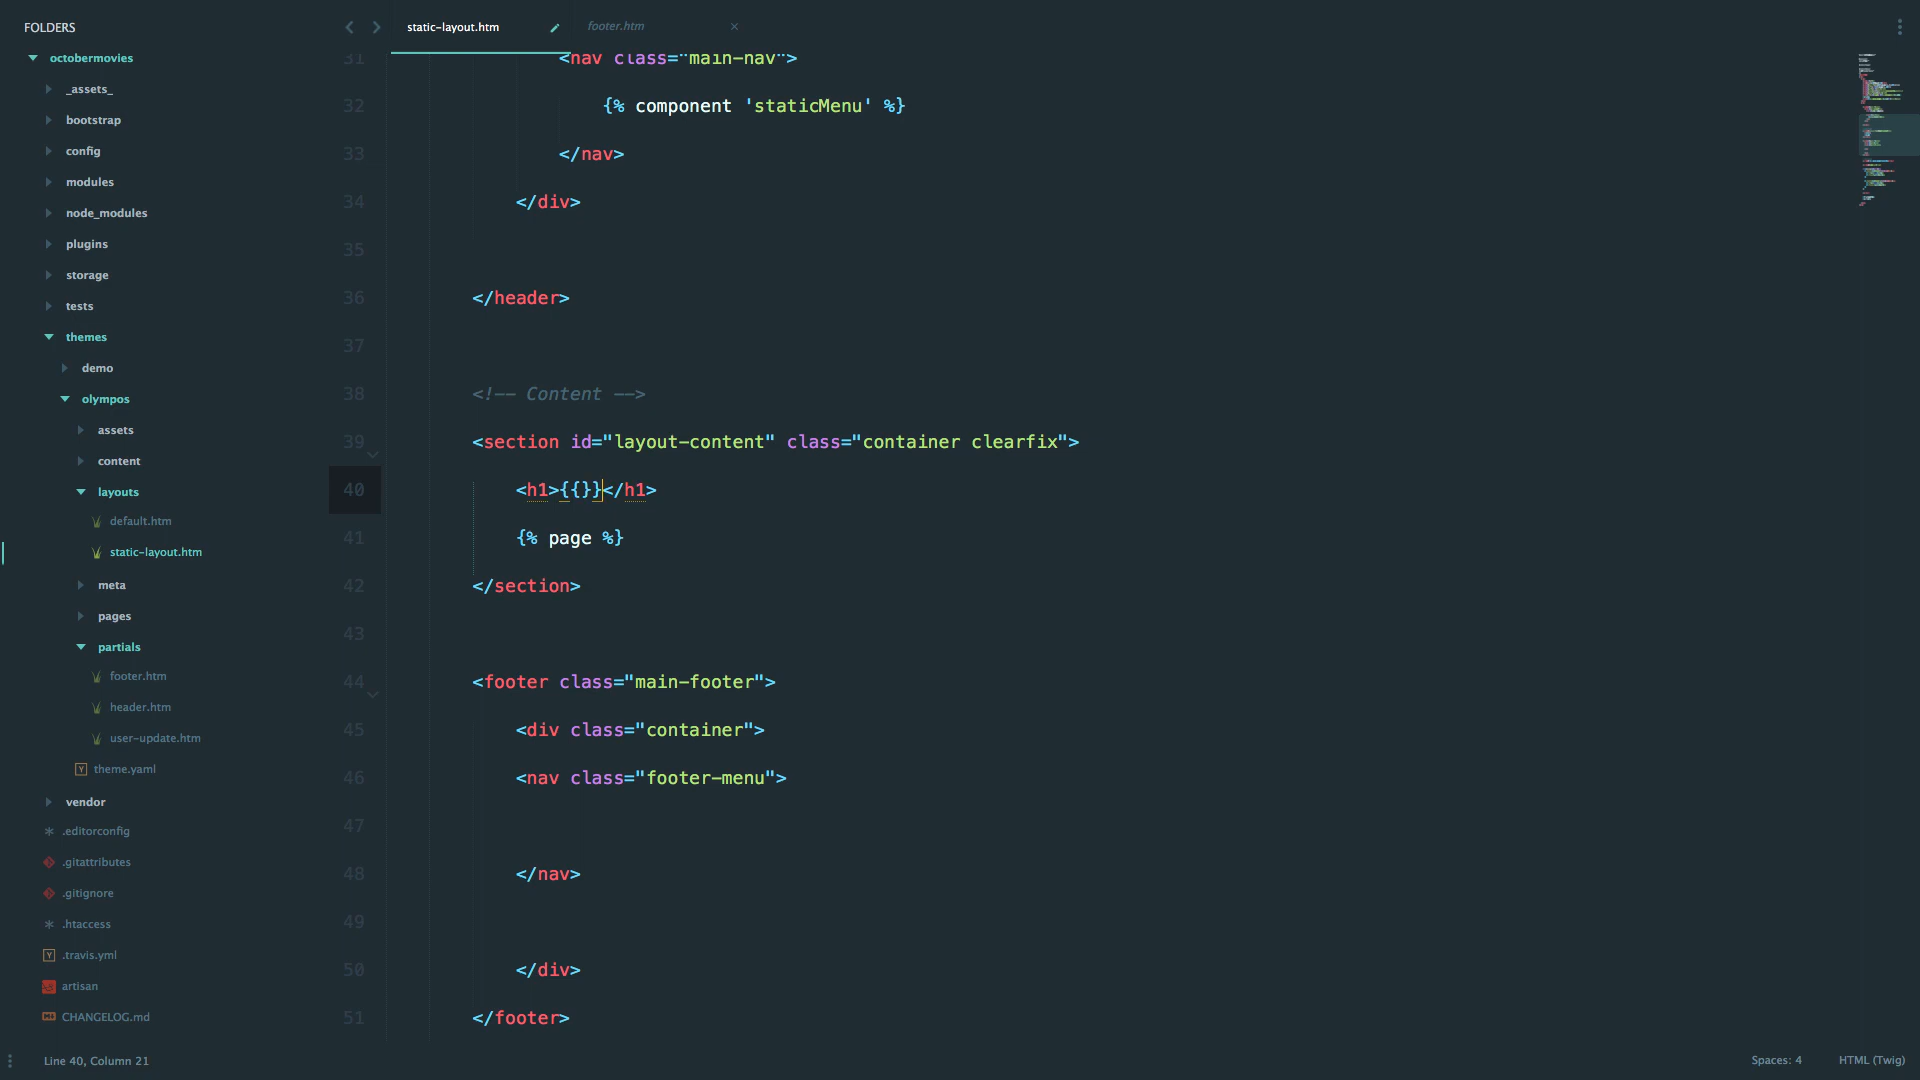 FOLDERS
octobermovies
_assets_
bootstrap
config
modules
node_modules
plugins
storage
tests
themes
demo
olympos
assets
content
layouts
default.htm
static-layout.htm
meta
pages
partials
footer.htm
header.htm
user-update.htm
theme.yaml
vendor
.editorconfig
.gitattributes
.gitignore
.htaccess
.travis.yml
artisan
CHANGELOG.md
static-layout.htm
footer.htm
31 <nav class="main-nav">
32 {% component 'staticMenu' %}
33 </nav>
34 </div>
35
36 </header>
37
38 <!-- Content -->
39 <section id="layout-content" class="container clearfix">
40 <h1>{{}}</h1>
41 {% page %}
42 </section>
43
44 <footer class="main-footer">
45 <div class="container">
46 <nav class="footer-menu">
47
48 </nav>
49
50 </div>
51 </footer>
Line 40, Column 21
Spaces: 4
HTML (Twig)